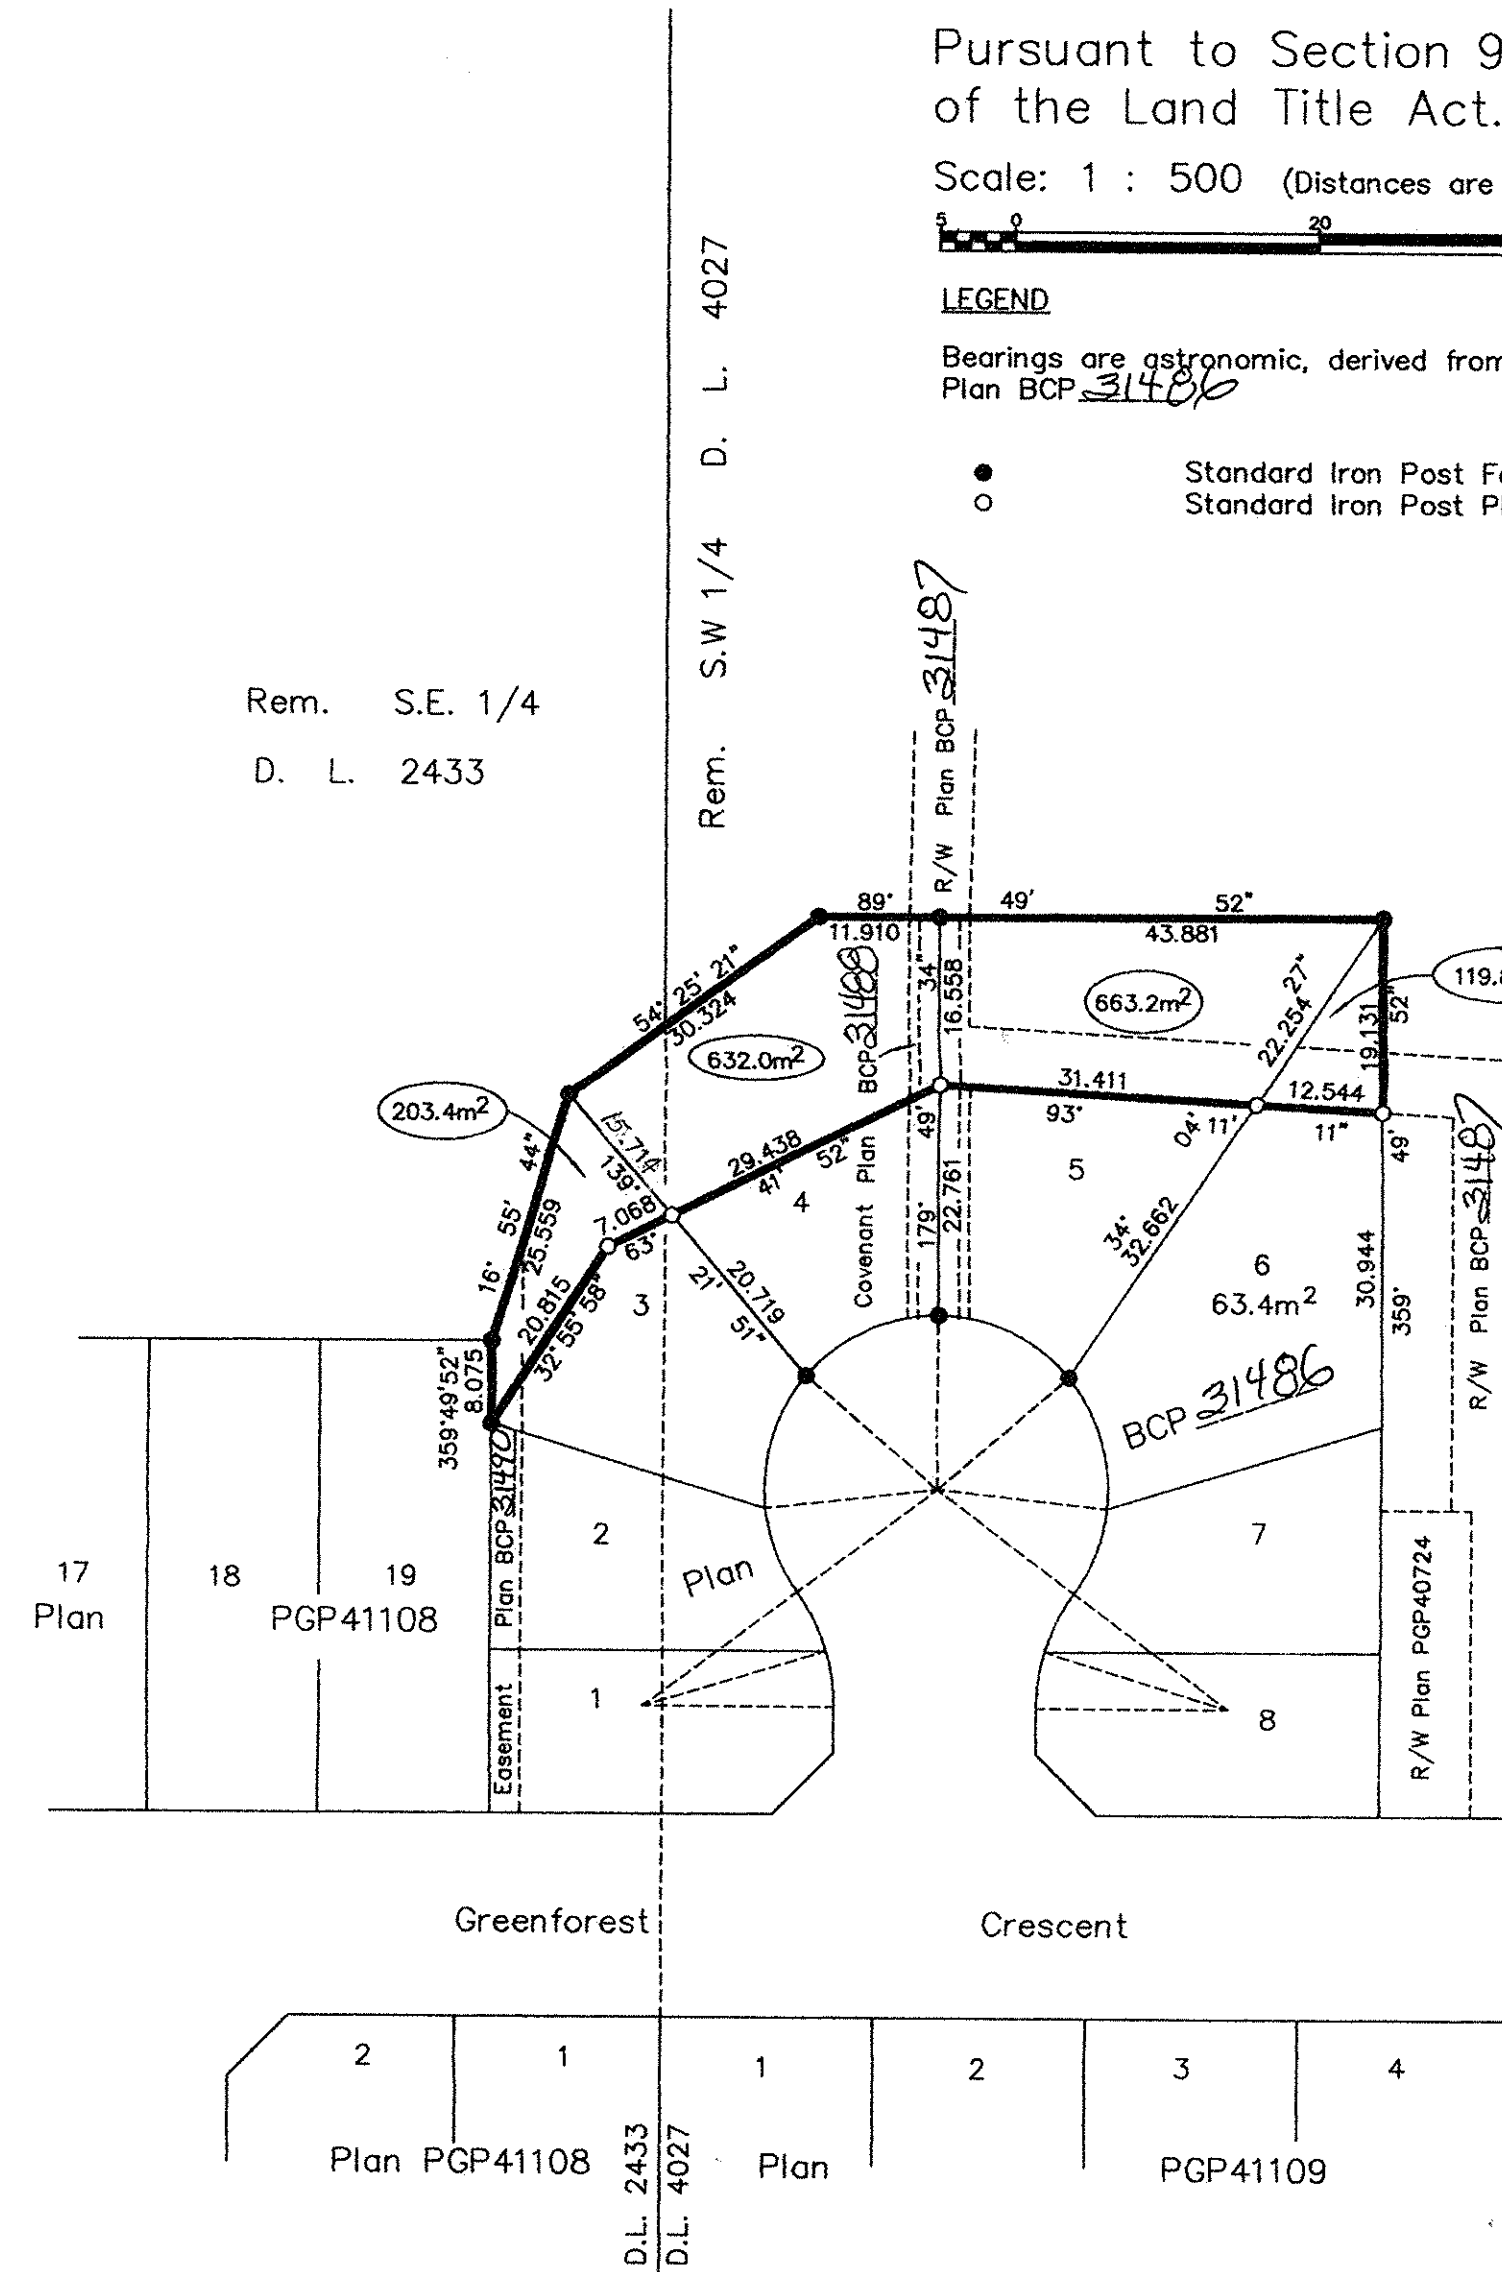 Pursuant to Section 9
of the Land Title Act.
Scale: 1 : 500 (Distances are
5 0 20
LEGEND
Bearings are astronomic, derived from
Plan BCP 31486
Standard Iron Post
Standard Iron Post
Rem. S.W 1/4 D. L. 4027
Rem. S.E. 1/4
D. L. 2433
R/W Plan BCP 31487
89° 49' 52"
11.910 43.881
54° 25' 21"
30.324
34"
16.558
663.2m²
27"
22.254
119.8
19.131
52"
632.0m²
BCP 31488
203.4m²
44"
15.714
139°
29.438
41' 52"
49'
31.411
93° 04' 11'
12.544
11"
49'
R/W Plan BCP 31487
16° 55'
25.559
7.068
63°
4
5
Covenant Plan
179°
22.761
34°
32.662
20.815
32° 55' 58"
3
21'
20.719
51"
6
63.4m²
30.944
359°
359°49'52"
8.075
BCP 31486
Plan BCP 31490
Easement
17
Plan
18
19
PGP41108
2
Plan
7
R/W Plan PGP40724
1
8
Greenforest Crescent
2 1 1 2 3 4
Plan PGP41108
D.L. 2433
D.L. 4027
Plan PGP41109